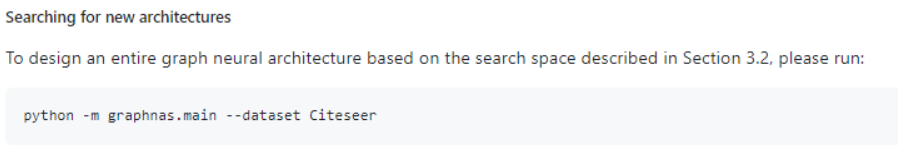 Searching for new architectures
To design an entire graph neural architecture based on the search space described in Section 3.2, please run:
python -m graphnas.main --dataset Citeseer